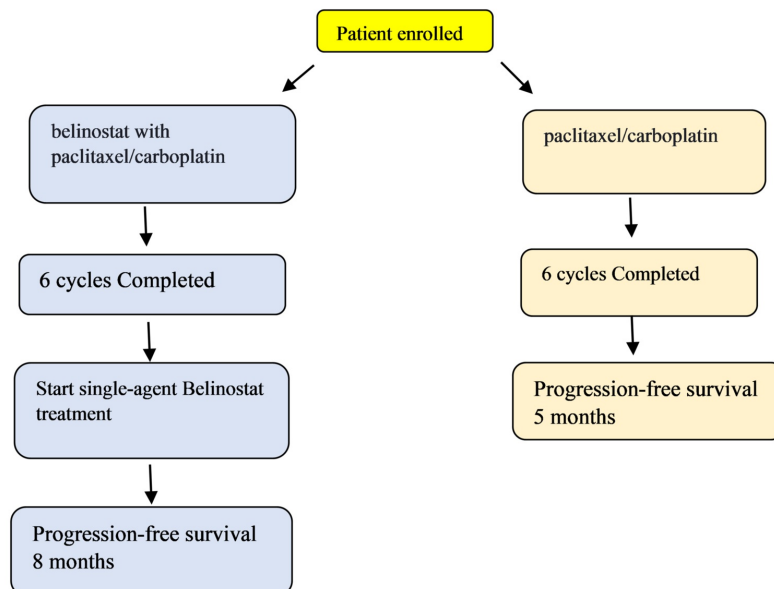 Patient enrolled
belinostat with
paclitaxel/carboplatin
6 cycles Completed
Start single-agent Belinostat
treatment
Progression-free survival
8 months
paclitaxel/carboplatin
6 cycles Completed
Progression-free survival
5 months